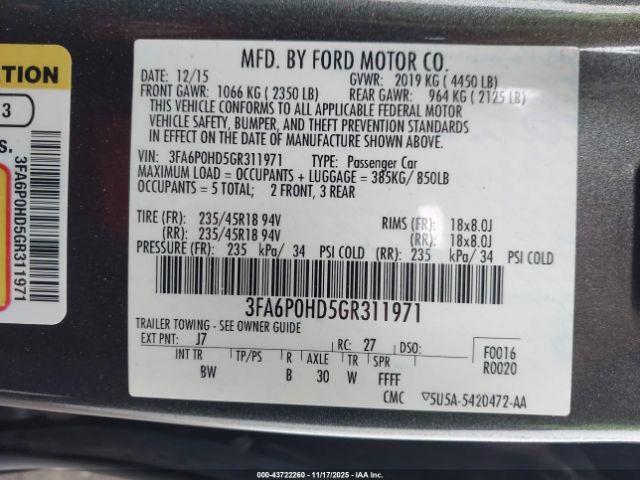 MFD. BY FORD MOTOR CO.
DATE: 12/15 GVWR: 2019 KG ( 4450 LB)
FRONT GAWR: 1066 KG ( 2350 LB) REAR GAWR: 964 KG ( 2125 LB)
THIS VEHICLE CONFORMS TO ALL APPLICABLE FEDERAL MOTOR
VEHICLE SAFETY, BUMPER, AND THEFT PREVENTION STANDARDS
IN EFFECT ON THE DATE OF MANUFACTURE SHOWN ABOVE.
VIN: 3FA6P0HD5GR311971 TYPE: Passenger Car
MAXIMUM LOAD = OCCUPANTS + LUGGAGE = 385KG/ 850LB
OCCUPANTS = 5 TOTAL; 2 FRONT, 3 REAR
TIRE (FR): 235/45R18 94V RIMS (FR): 18x8.0J
(RR): 235/45R18 94V (RR): 18x8.0J
PRESSURE (FR): 235 kPa/ 34 PSI COLD (RR): 235 kPa/ 34 PSI COLD
3FA6P0HD5GR311971
TRAILER TOWING - SEE OWNER GUIDE
EXT PNT: J7 RC: 27 DSO: F0016
R0020
INT TR TP/PS R AXLE TR SPR
BW B 30 W FFFF
CMC ▽5U5A-5420472-AA
ATION
3
s.
3FA6P0HD5GR311971
000-43722260 - 11/17/2025 - IAAI.COM